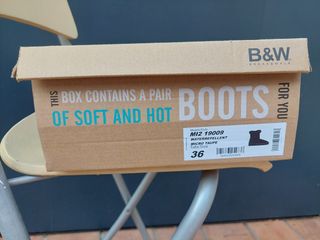 B&W
THIS BOX CONTAINS A PAIR
OF SOFT AND HOT
BOOTS
FOR YOU
MI2 19009
WATERREPELLENT
MICRO TAUPE
36